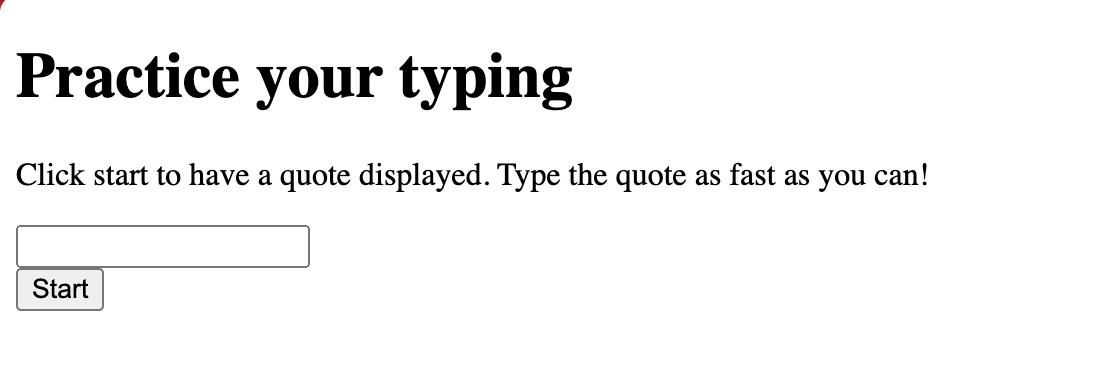 Practice your typing
Click start to have a quote displayed. Type the quote as fast as you can!
Start